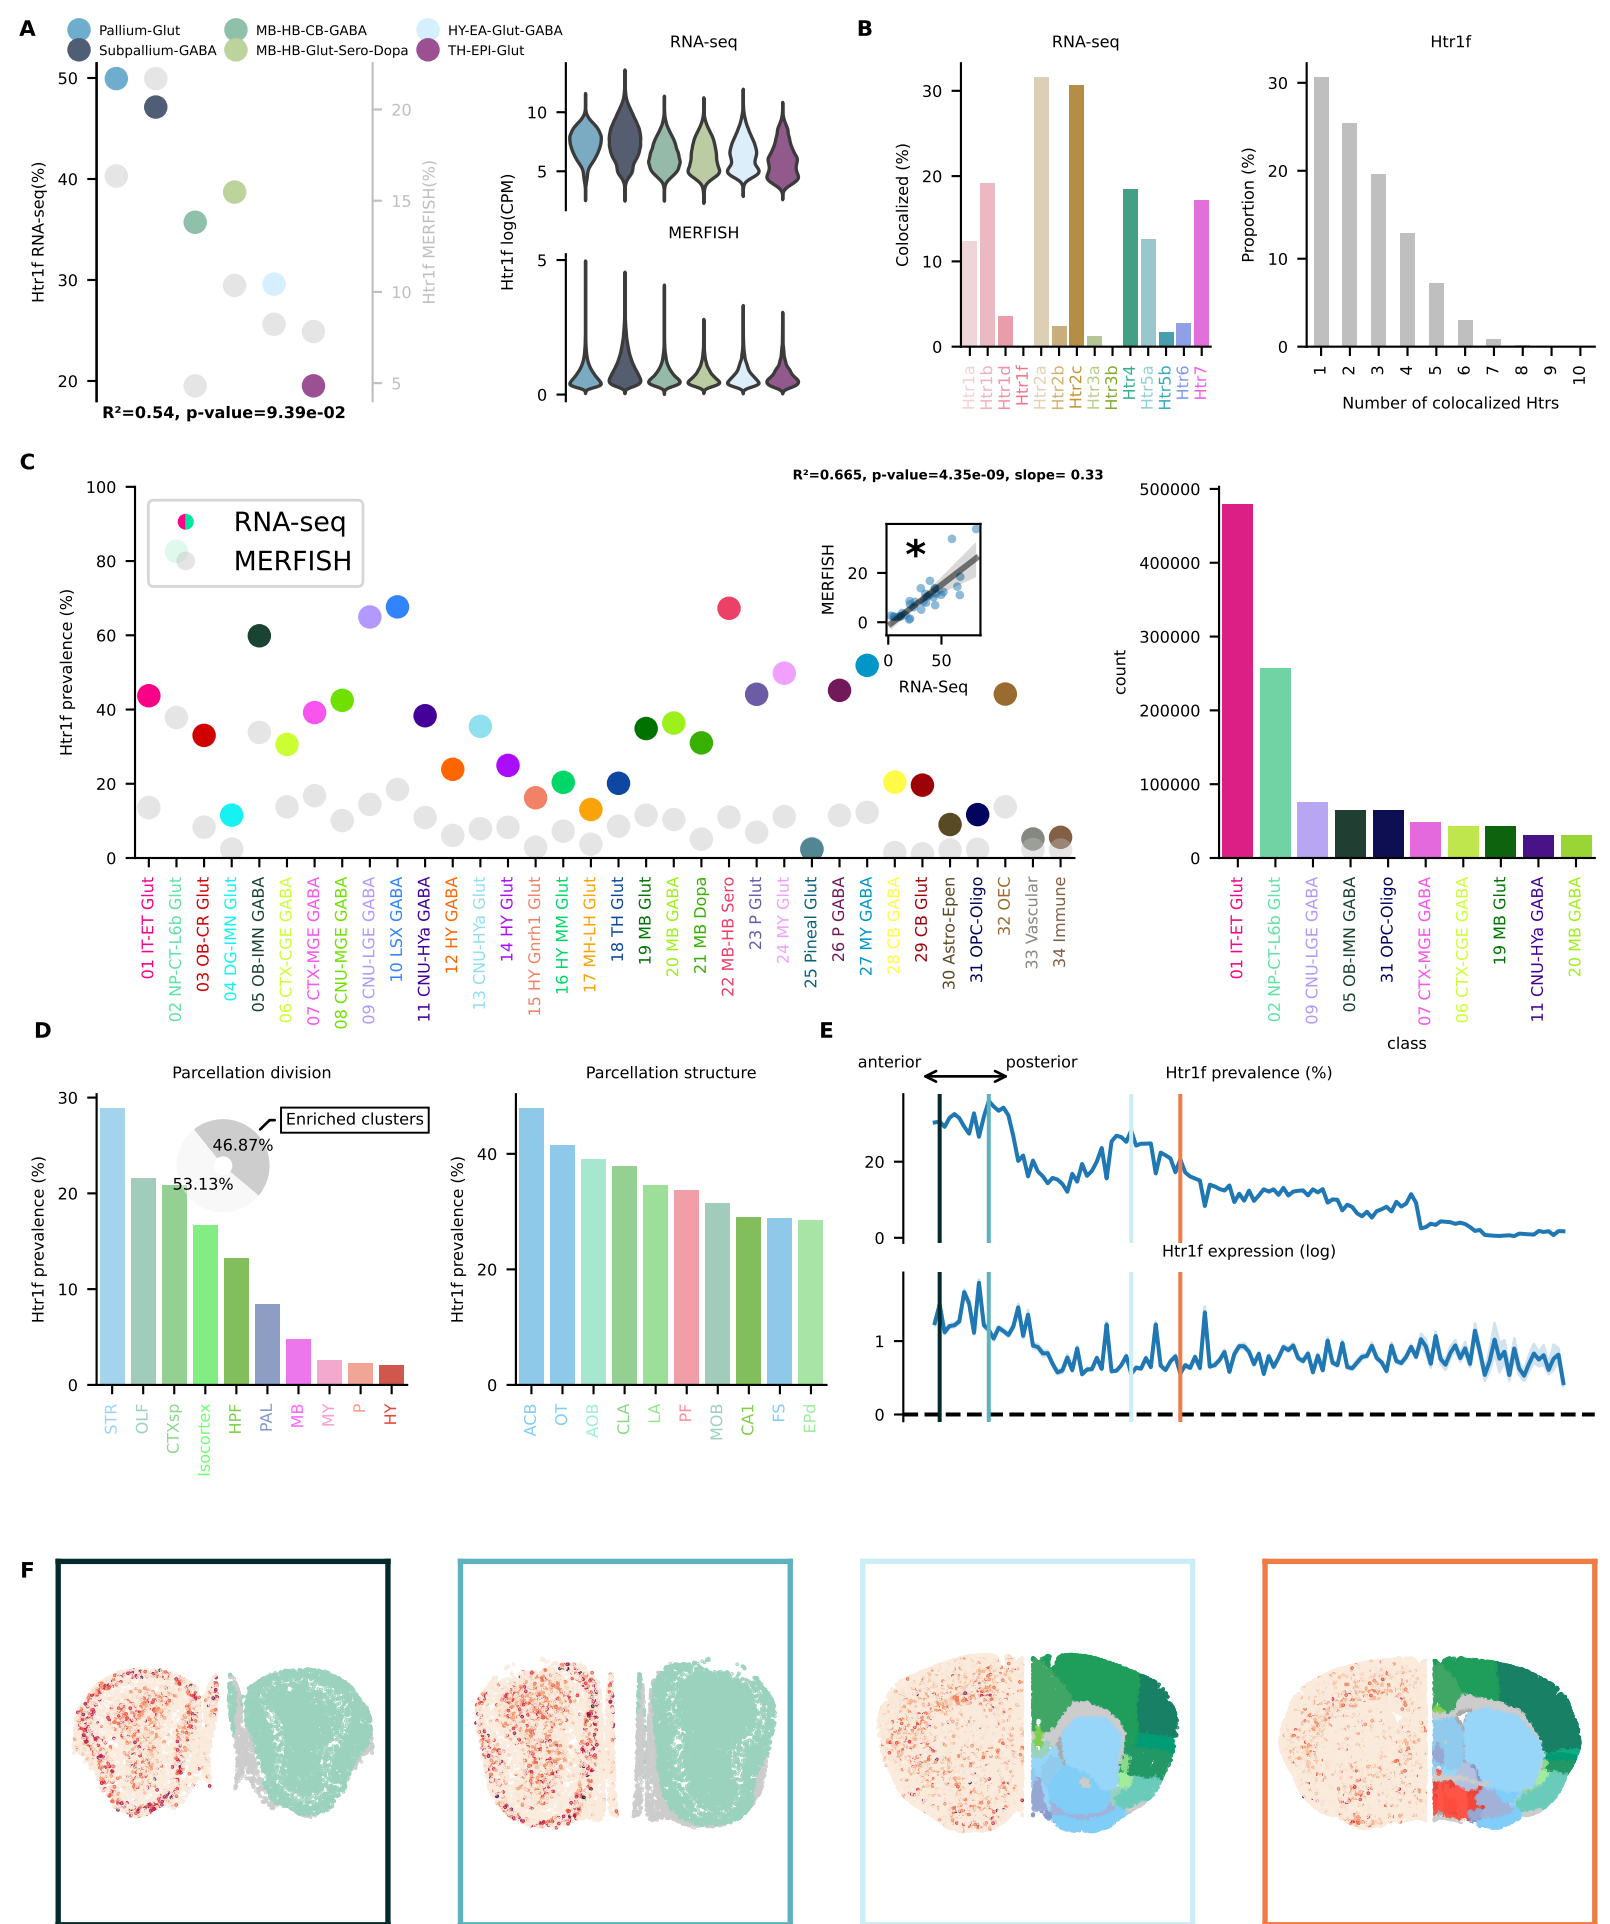 A
Pallium-Glut
Subpallium-GABA
MB-HB-CB-GABA
MB-HB-Glut-Sero-Dopa
HY-EA-Glut-GABA
TH-EPI-Glut
Htr1f RNA-seq(%)
50
40
30
20
Htr1f MERFISH(%)
20
15
10
5
R²=0.54, p-value=9.39e-02
RNA-seq
10
5
Htr1f log(CPM)
MERFISH
5
0
B
RNA-seq
Colocalized (%)
30
20
10
0
Htr1a
Htr1b
Htr1d
Htr1f
Htr2a
Htr2b
Htr2c
Htr3a
Htr3b
Htr4
Htr5a
Htr5b
Htr6
Htr7
Htr1f
Proportion (%)
30
20
10
0
1
2
3
4
5
6
7
8
9
10
Number of colocalized Htrs
C
Htr1f prevalence (%)
100
80
60
40
20
0
RNA-seq
MERFISH
R²=0.665, p-value=4.35e-09, slope= 0.33
MERFISH
20
0
*
0
50
RNA-Seq
01 IT-ET Glut
02 NP-CT-L6b Glut
03 OB-CR Glut
04 DG-IMN Glut
05 OB-IMN GABA
06 CTX-CGE GABA
07 CTX-MGE GABA
08 CNU-MGE GABA
09 CNU-LGE GABA
10 LSX GABA
11 CNU-HYa GABA
12 HY GABA
13 CNU-HYa Glut
14 HY Glut
15 HY Gnrh1 Glut
16 HY MM Glut
17 MH-LH Glut
18 TH Glut
19 MB Glut
20 MB GABA
21 MB Dopa
22 MB-HB Sero
23 P Glut
24 MY Glut
25 Pineal Glut
26 P GABA
27 MY GABA
28 CB GABA
29 CB Glut
30 Astro-Epen
31 OPC-Oligo
32 OEC
33 Vascular
34 Immune
count
500000
400000
300000
200000
100000
0
01 IT-ET Glut
02 NP-CT-L6b Glut
09 CNU-LGE GABA
05 OB-IMN GABA
31 OPC-Oligo
07 CTX-MGE GABA
06 CTX-CGE GABA
19 MB Glut
11 CNU-HYa GABA
20 MB GABA
class
D
Parcellation division
Htr1f prevalence (%)
30
20
10
0
Enriched clusters
46.87%
53.13%
STR
OLF
CTXsp
Isocortex
HPF
PAL
MB
MY
P
HY
Parcellation structure
Htr1f prevalence (%)
40
20
0
ACB
OT
AOB
CLA
LA
PF
MOB
CA1
FS
EPd
E
anterior
posterior
Htr1f prevalence (%)
20
0
Htr1f expression (log)
1
0
F